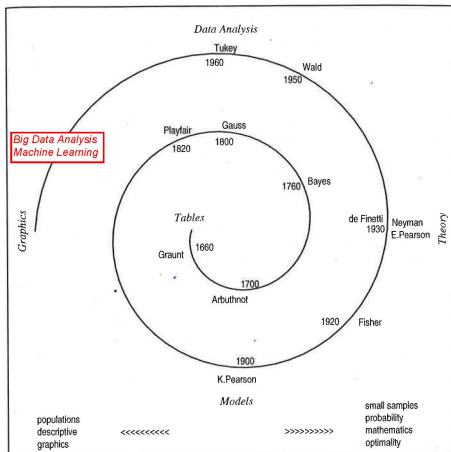 Data Analysis
Tukey
1960
Wald
1950
Big Data Analysis
Machine Learning
Playfair
1820
Gauss
1800
1760
Bayes
Graphics
Tables
1660
Graunt
de Finetti
1930
Neyman
E.Pearson
Theory
1700
Arbuthnot
1920
Fisher
1900
K.Pearson
Models
populations
descriptive
graphics
<<<<<<<<<<
>>>>>>>>>>
small samples
probability
mathematics
optimality